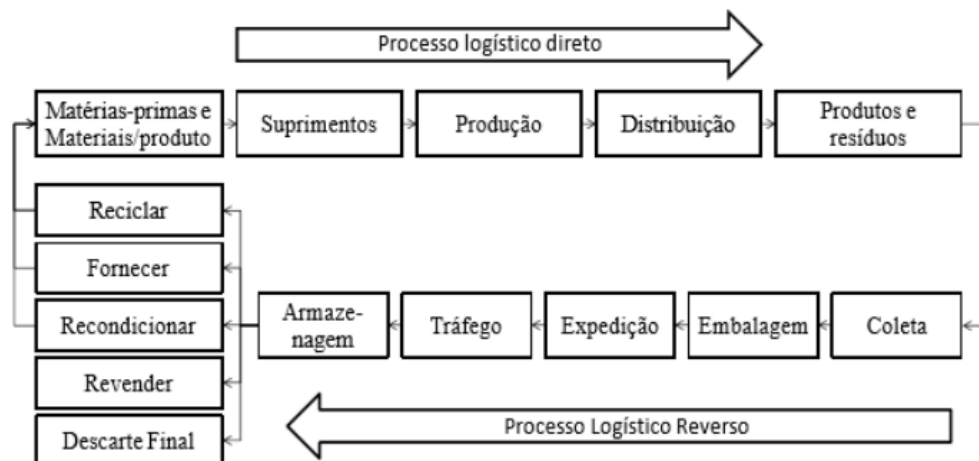 Processo logístico direto
Matérias-primas e
Materiais/produto
Suprimentos
Produção
Distribuição
Produtos e
resíduos
Reciclar
Fornecer
Recondicionar
Revender
Descarte Final
Armaze-
nagem
Tráfego
Expedição
Embalagem
Coleta
Processo Logístico Reverso